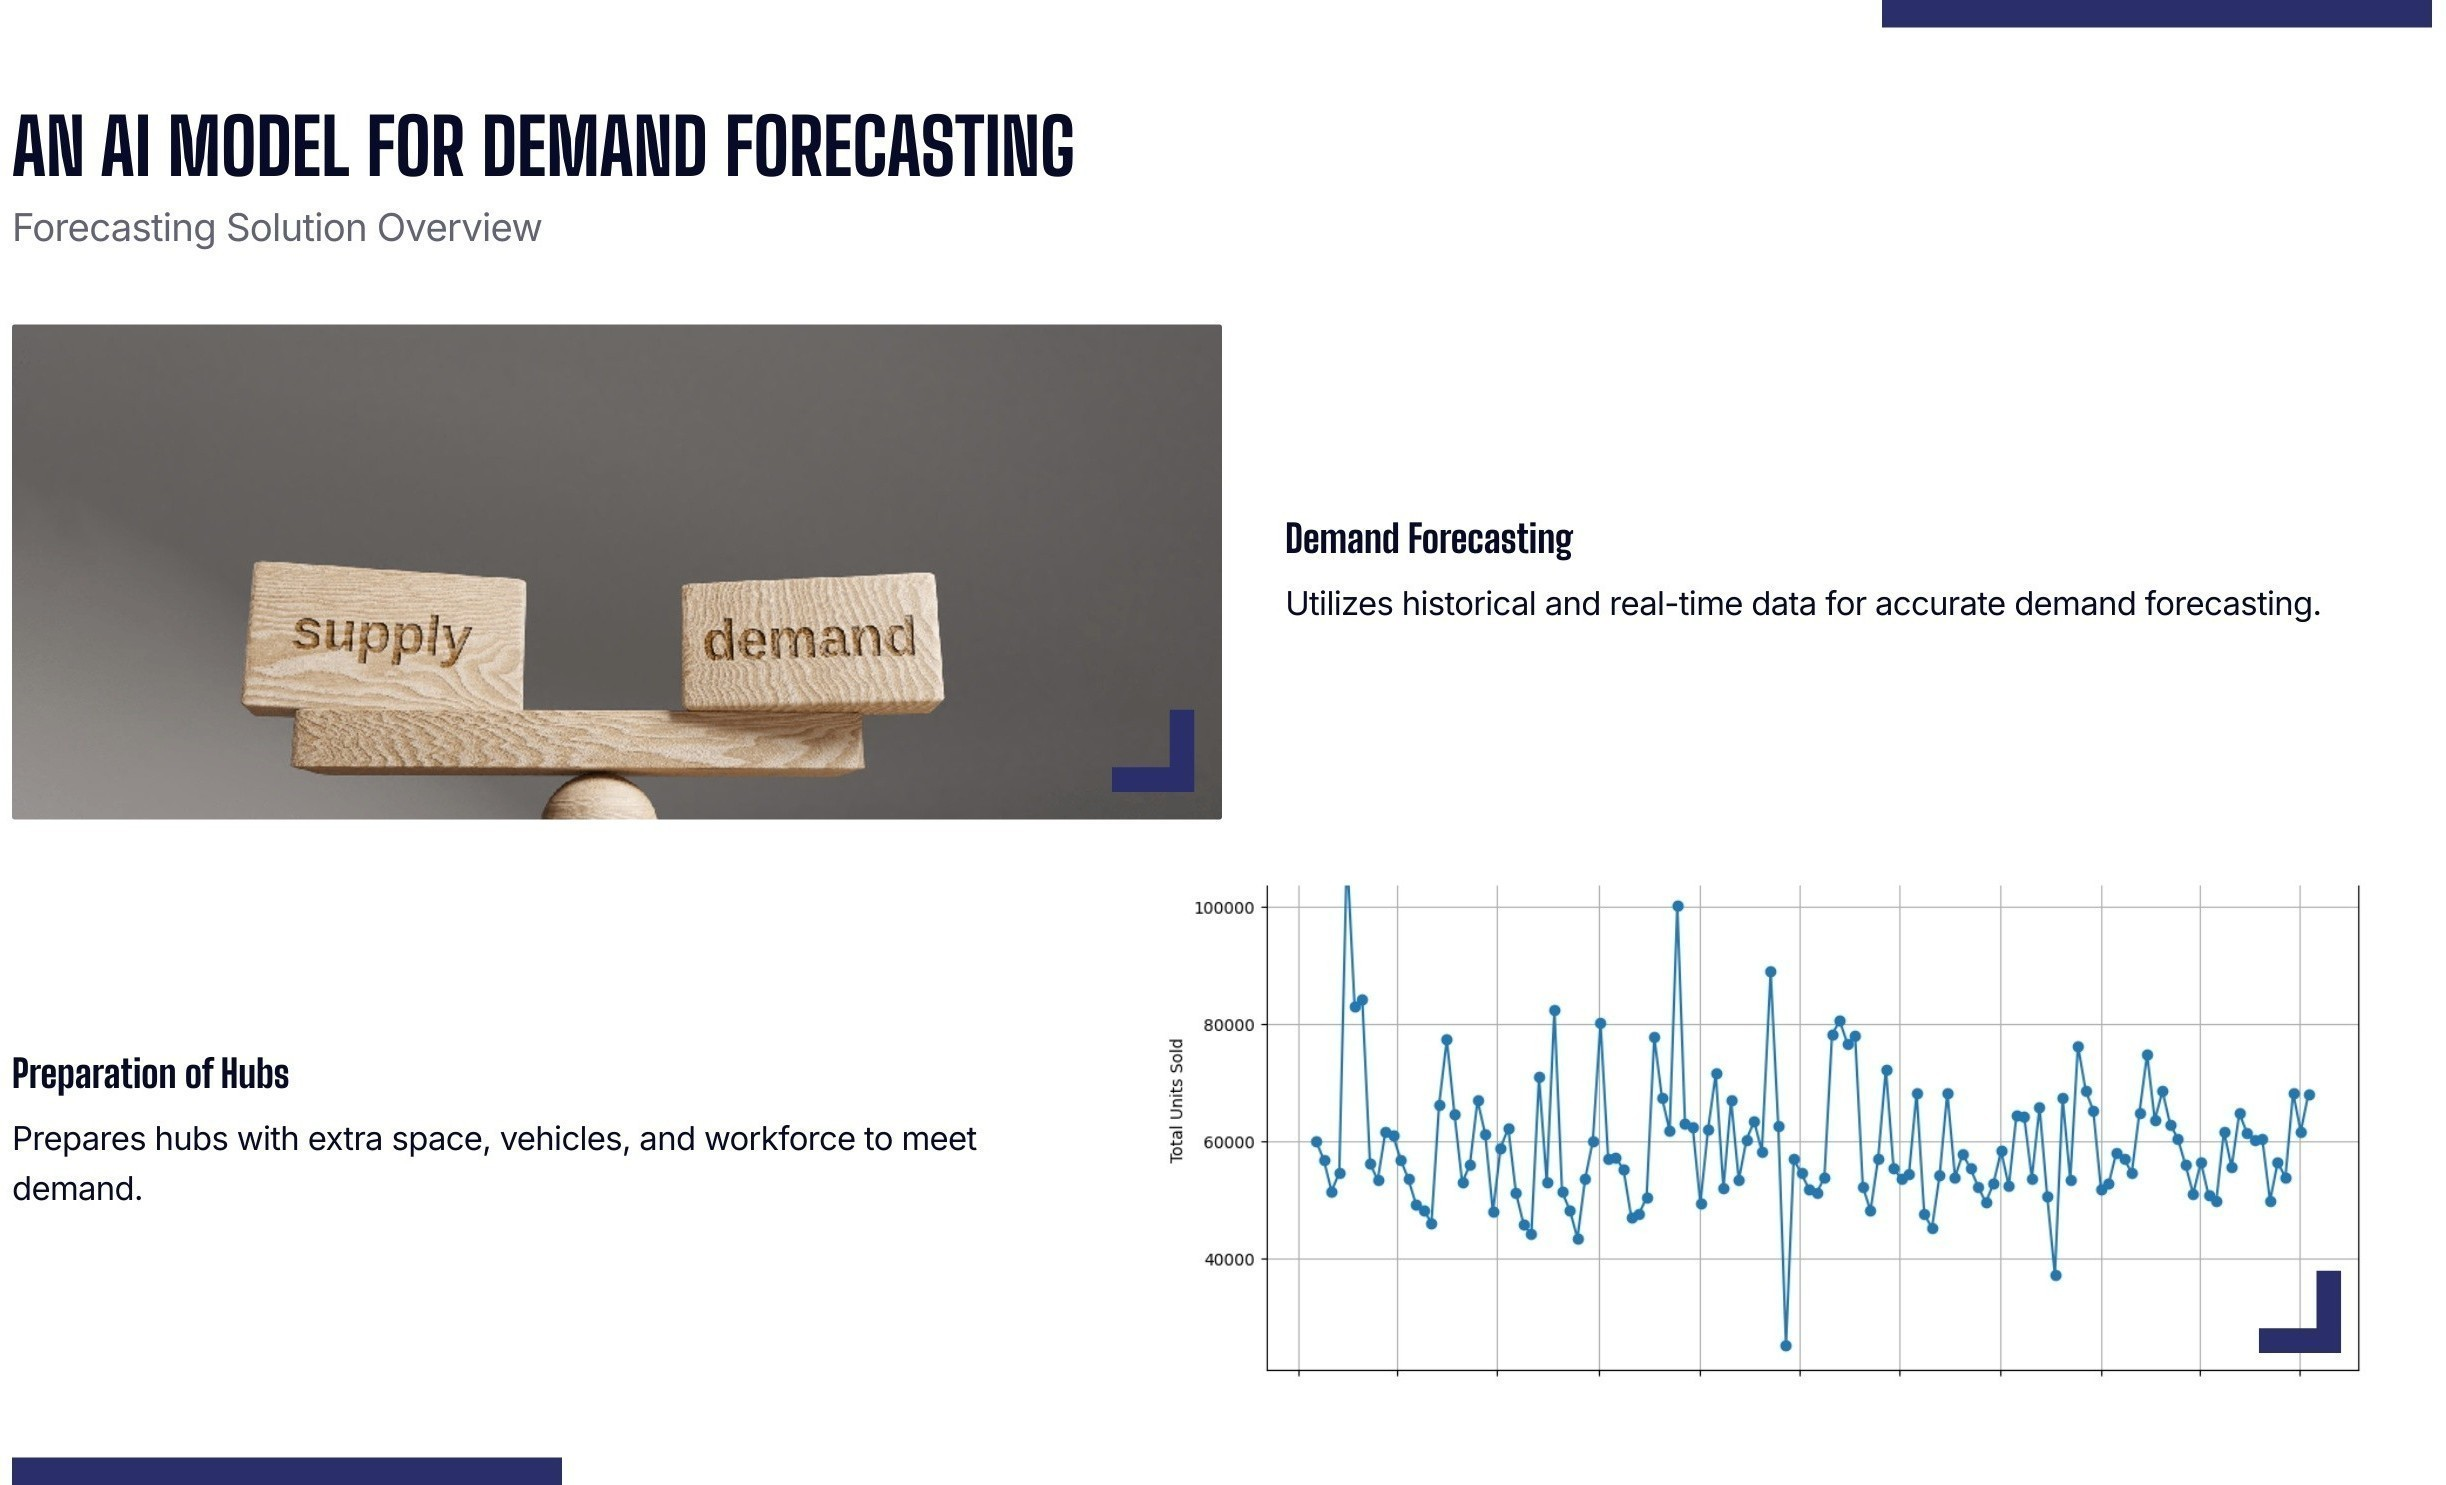 AN AI MODEL FOR DEMAND FORECASTING
Forecasting Solution Overview
supply
demand
Demand Forecasting
Utilizes historical and real-time data for accurate demand forecasting.
Preparation of Hubs
Prepares hubs with extra space, vehicles, and workforce to meet
demand.
Total Units Sold
100000
80000
60000
40000